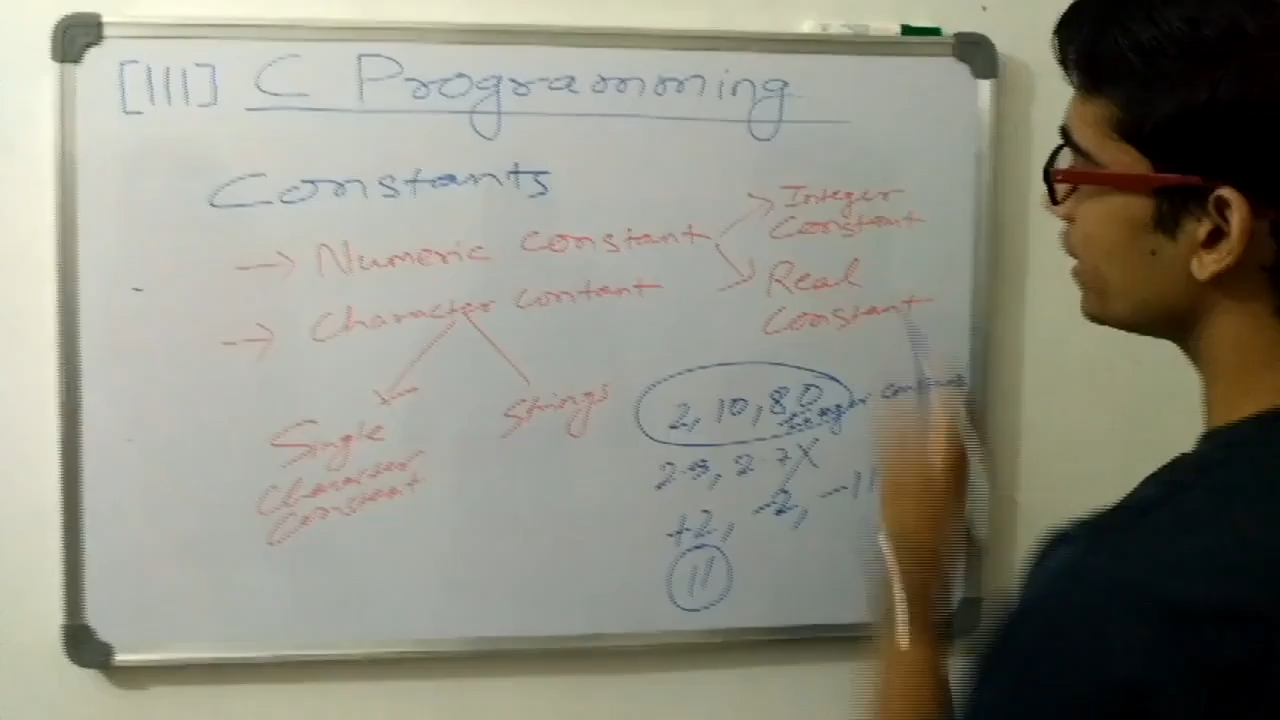 [III] C Programming
Constants
→ Numeric constant
→ Integer
Constant
→ Real
Constant
→ Character contant
Single
Character
constant
Strings
2, 10, 80
2.3, 2.7 X
+2, -2, -11
11